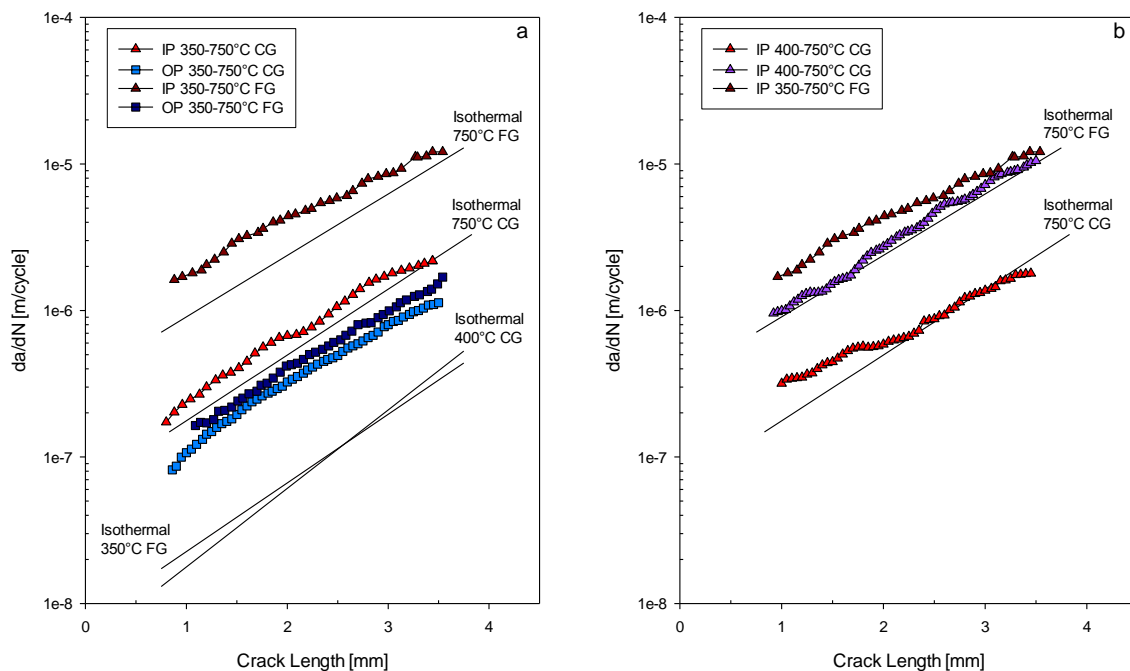 a
1e-4
IP 350-750°C CG
OP 350-750°C CG
IP 350-750°C FG
OP 350-750°C FG
Isothermal
750°C FG
1e-5
Isothermal
750°C CG
da/dN [m/cycle]
1e-6
Isothermal
400°C CG
1e-7
Isothermal
350°C FG
1e-8
0 1 2 3 4
Crack Length [mm]
b
1e-4
IP 400-750°C CG
IP 400-750°C CG
IP 350-750°C FG
Isothermal
750°C FG
1e-5
Isothermal
750°C CG
da/dN [m/cycle]
1e-6
1e-7
1e-8
0 1 2 3 4
Crack Length [mm]